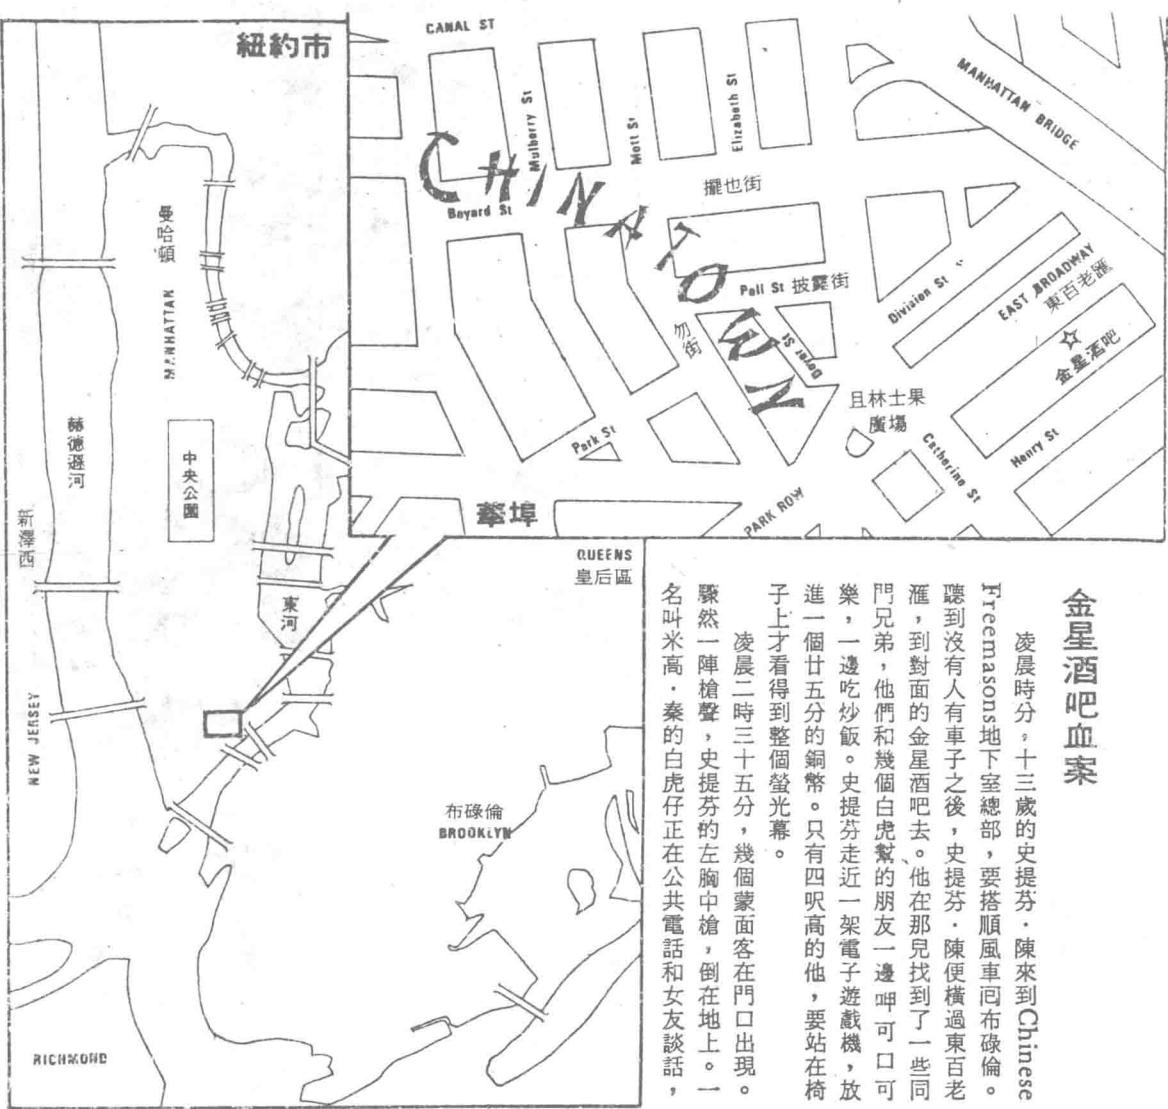 紐約市
曼哈頓
MANHATTAN
赫德遜河
中央公園
新澤西
NEW JERSEY
東河
QUEENS
皇后區
布碌倫
BROOKLYN
RICHMOND
CANAL ST
Mulberry St
Mott St
Elizabeth St
MANHATTAN BRIDGE
CHINATOWN
Bayard St
擺也街
Pell St 披露街
勿街
Doyer St
Division St
EAST BROADWAY
東百老匯
金星酒吧
且林士果
廣場
Park St
Catherine St
Henry St
PARK ROW
華埠
金星酒吧血案
凌晨時分，十三歲的史提芬·陳來到Chinese
Freemasons地下室總部，要搭順風車回布碌倫。
聽到沒有人有車子之後，史提芬·陳便橫過東百老
滙，到對面的金星酒吧去。他在那兒找到了一些同
門兄弟，他們和幾個白虎幫的朋友一邊呷可口可
樂，一邊吃炒飯。史提芬走近一架電子遊戲機，放
進一個廿五分的銅幣。只有四呎高的他，要站在椅
子上才看得到整個螢光幕。
凌晨二時三十五分，幾個蒙面客在門口出現。
驟然一陣槍聲，史提芬的左胸中槍，倒在地上。一
名叫米高·秦的白虎仔正在公共電話和女友談話，